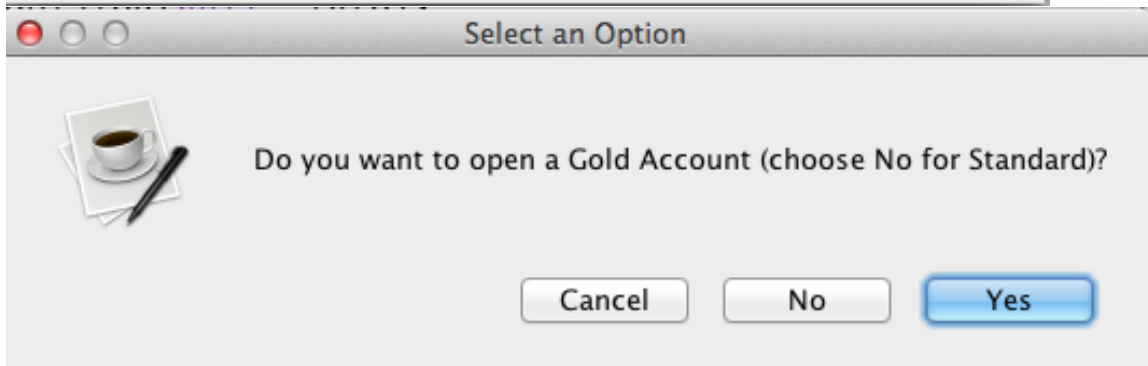 Select an Option
Do you want to open a Gold Account (choose No for Standard)?
Cancel No Yes